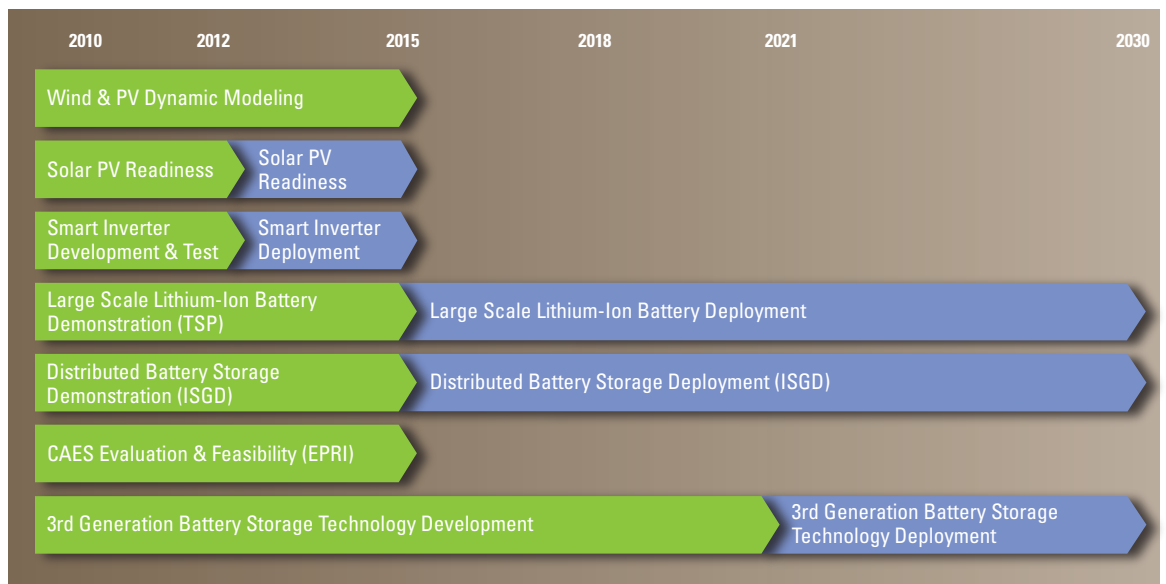 2010 2012 2015 2018 2021 2030
Wind & PV Dynamic Modeling
Solar PV Readiness
Solar PV
Readiness
Smart Inverter
Development & Test
Smart Inverter
Deployment
Large Scale Lithium-Ion Battery
Demonstration (TSP)
Large Scale Lithium-Ion Battery Deployment
Distributed Battery Storage
Demonstration (ISGD)
Distributed Battery Storage Deployment (ISGD)
CAES Evaluation & Feasibility (EPRI)
3rd Generation Battery Storage Technology Development
3rd Generation Battery Storage
Technology Deployment